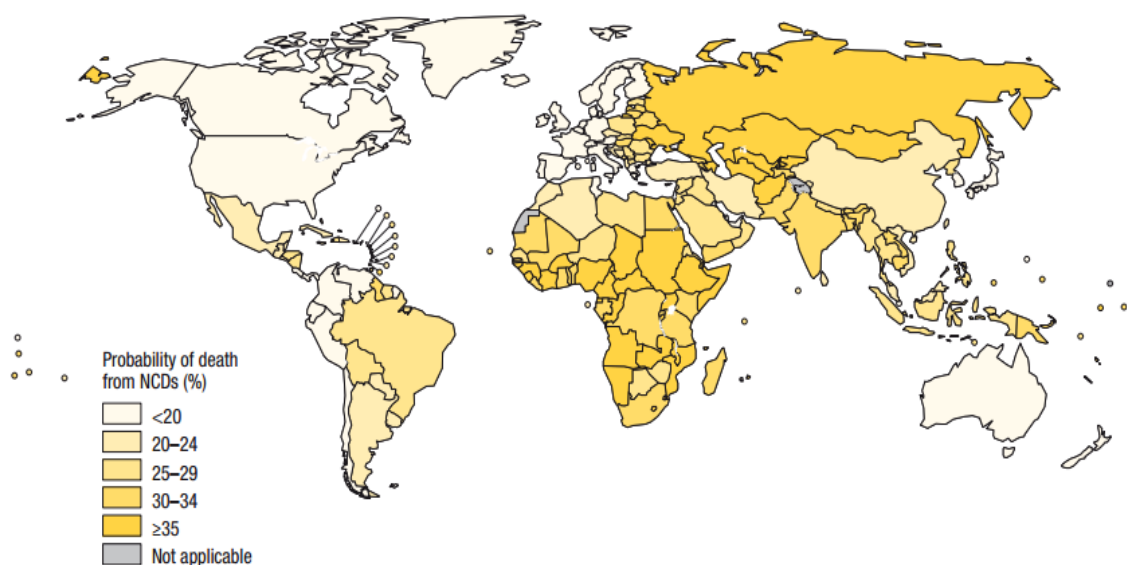 Probability of death
from NCDs (%)
<20
20–24
25–29
30–34
≥35
Not applicable